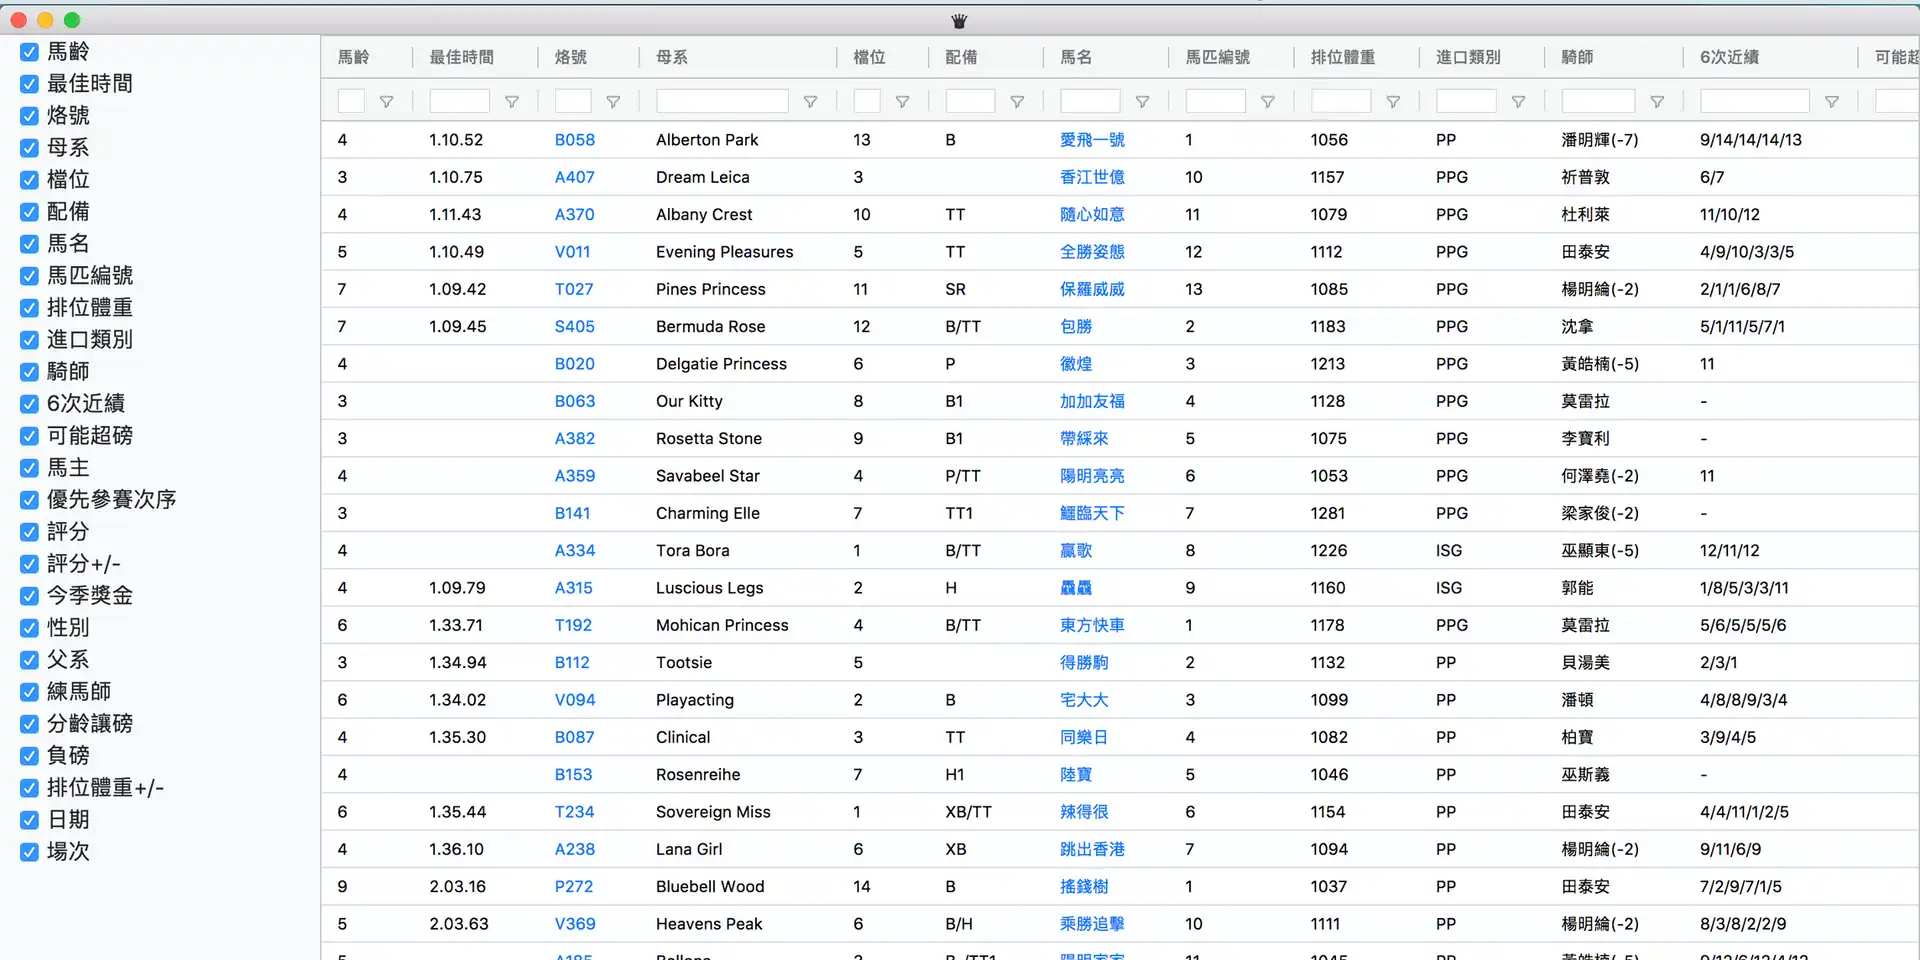 馬齡
最佳時間
烙號
母系
檔位
配備
馬名
馬匹編號
排位體重
進口類別
騎師
6次近績
可能超磅
馬主
優先參賽次序
評分
評分+/-
今季獎金
性別
父系
練馬師
分齡讓磅
負磅
排位體重+/-
日期
場次
馬齡 最佳時間 烙號 母系 檔位 配備 馬名 馬匹編號 排位體重 進口類別 騎師 6次近績 可能超
4 1.10.52 B058 Alberton Park 13 B 愛飛一號 1 1056 PP 潘明輝(-7) 9/14/14/14/13
3 1.10.75 A407 Dream Leica 3 香江世億 10 1157 PPG 祈普敦 6/7
4 1.11.43 A370 Albany Crest 10 TT 隨心如意 11 1079 PPG 杜利萊 11/10/12
5 1.10.49 V011 Evening Pleasures 5 TT 全勝姿態 12 1112 PPG 田泰安 4/9/10/3/3/5
7 1.09.42 T027 Pines Princess 11 SR 保羅威威 13 1085 PPG 楊明綸(-2) 2/1/1/6/8/7
7 1.09.45 S405 Bermuda Rose 12 B/TT 包勝 2 1183 PPG 沈拿 5/1/11/5/7/1
4 B020 Delgatie Princess 6 P 徽煌 3 1213 PPG 黃皓楠(-5) 11
3 B063 Our Kitty 8 B1 加加友福 4 1128 PPG 莫雷拉 -
3 A382 Rosetta Stone 9 B1 帶綵來 5 1075 PPG 李寶利 -
4 A359 Savabeel Star 4 P/TT 陽明亮亮 6 1053 PPG 何澤堯(-2) 11
3 B141 Charming Elle 7 TT1 鱷臨天下 7 1281 PPG 梁家俊(-2) -
4 A334 Tora Bora 1 B/TT 贏歌 8 1226 ISG 巫顯東(-5) 12/11/12
4 1.09.79 A315 Luscious Legs 2 H 9 1160 ISG 郭能 1/8/5/3/3/11
6 1.33.71 T192 Mohican Princess 4 B/TT 東方快車 1 1178 PPG 莫雷拉 5/6/5/5/5/6
3 1.34.94 B112 Tootsie 5 得勝駒 2 1132 PP 貝湯美 2/3/1
6 1.34.02 V094 Playacting 2 B 宅大大 3 1099 PP 潘頓 4/8/8/9/3/4
4 1.35.30 B087 Clinical 3 TT 同樂日 4 1082 PP 柏寶 3/9/4/5
4 B153 Rosenreihe 7 H1 陸寶 5 1046 PP 巫斯義 -
6 1.35.44 T234 Sovereign Miss 1 XB/TT 辣得很 6 1154 PP 田泰安 4/4/11/1/2/5
4 1.36.10 A238 Lana Girl 6 XB 跳出香港 7 1094 PP 楊明綸(-2) 9/11/6/9
9 2.03.16 P272 Bluebell Wood 14 B 搖錢樹 1 1037 PP 田泰安 7/2/9/7/1/5
5 2.03.63 V369 Heavens Peak 6 B/H 乘勝追擊 10 1111 PP 楊明綸(-2) 8/3/8/2/2/9